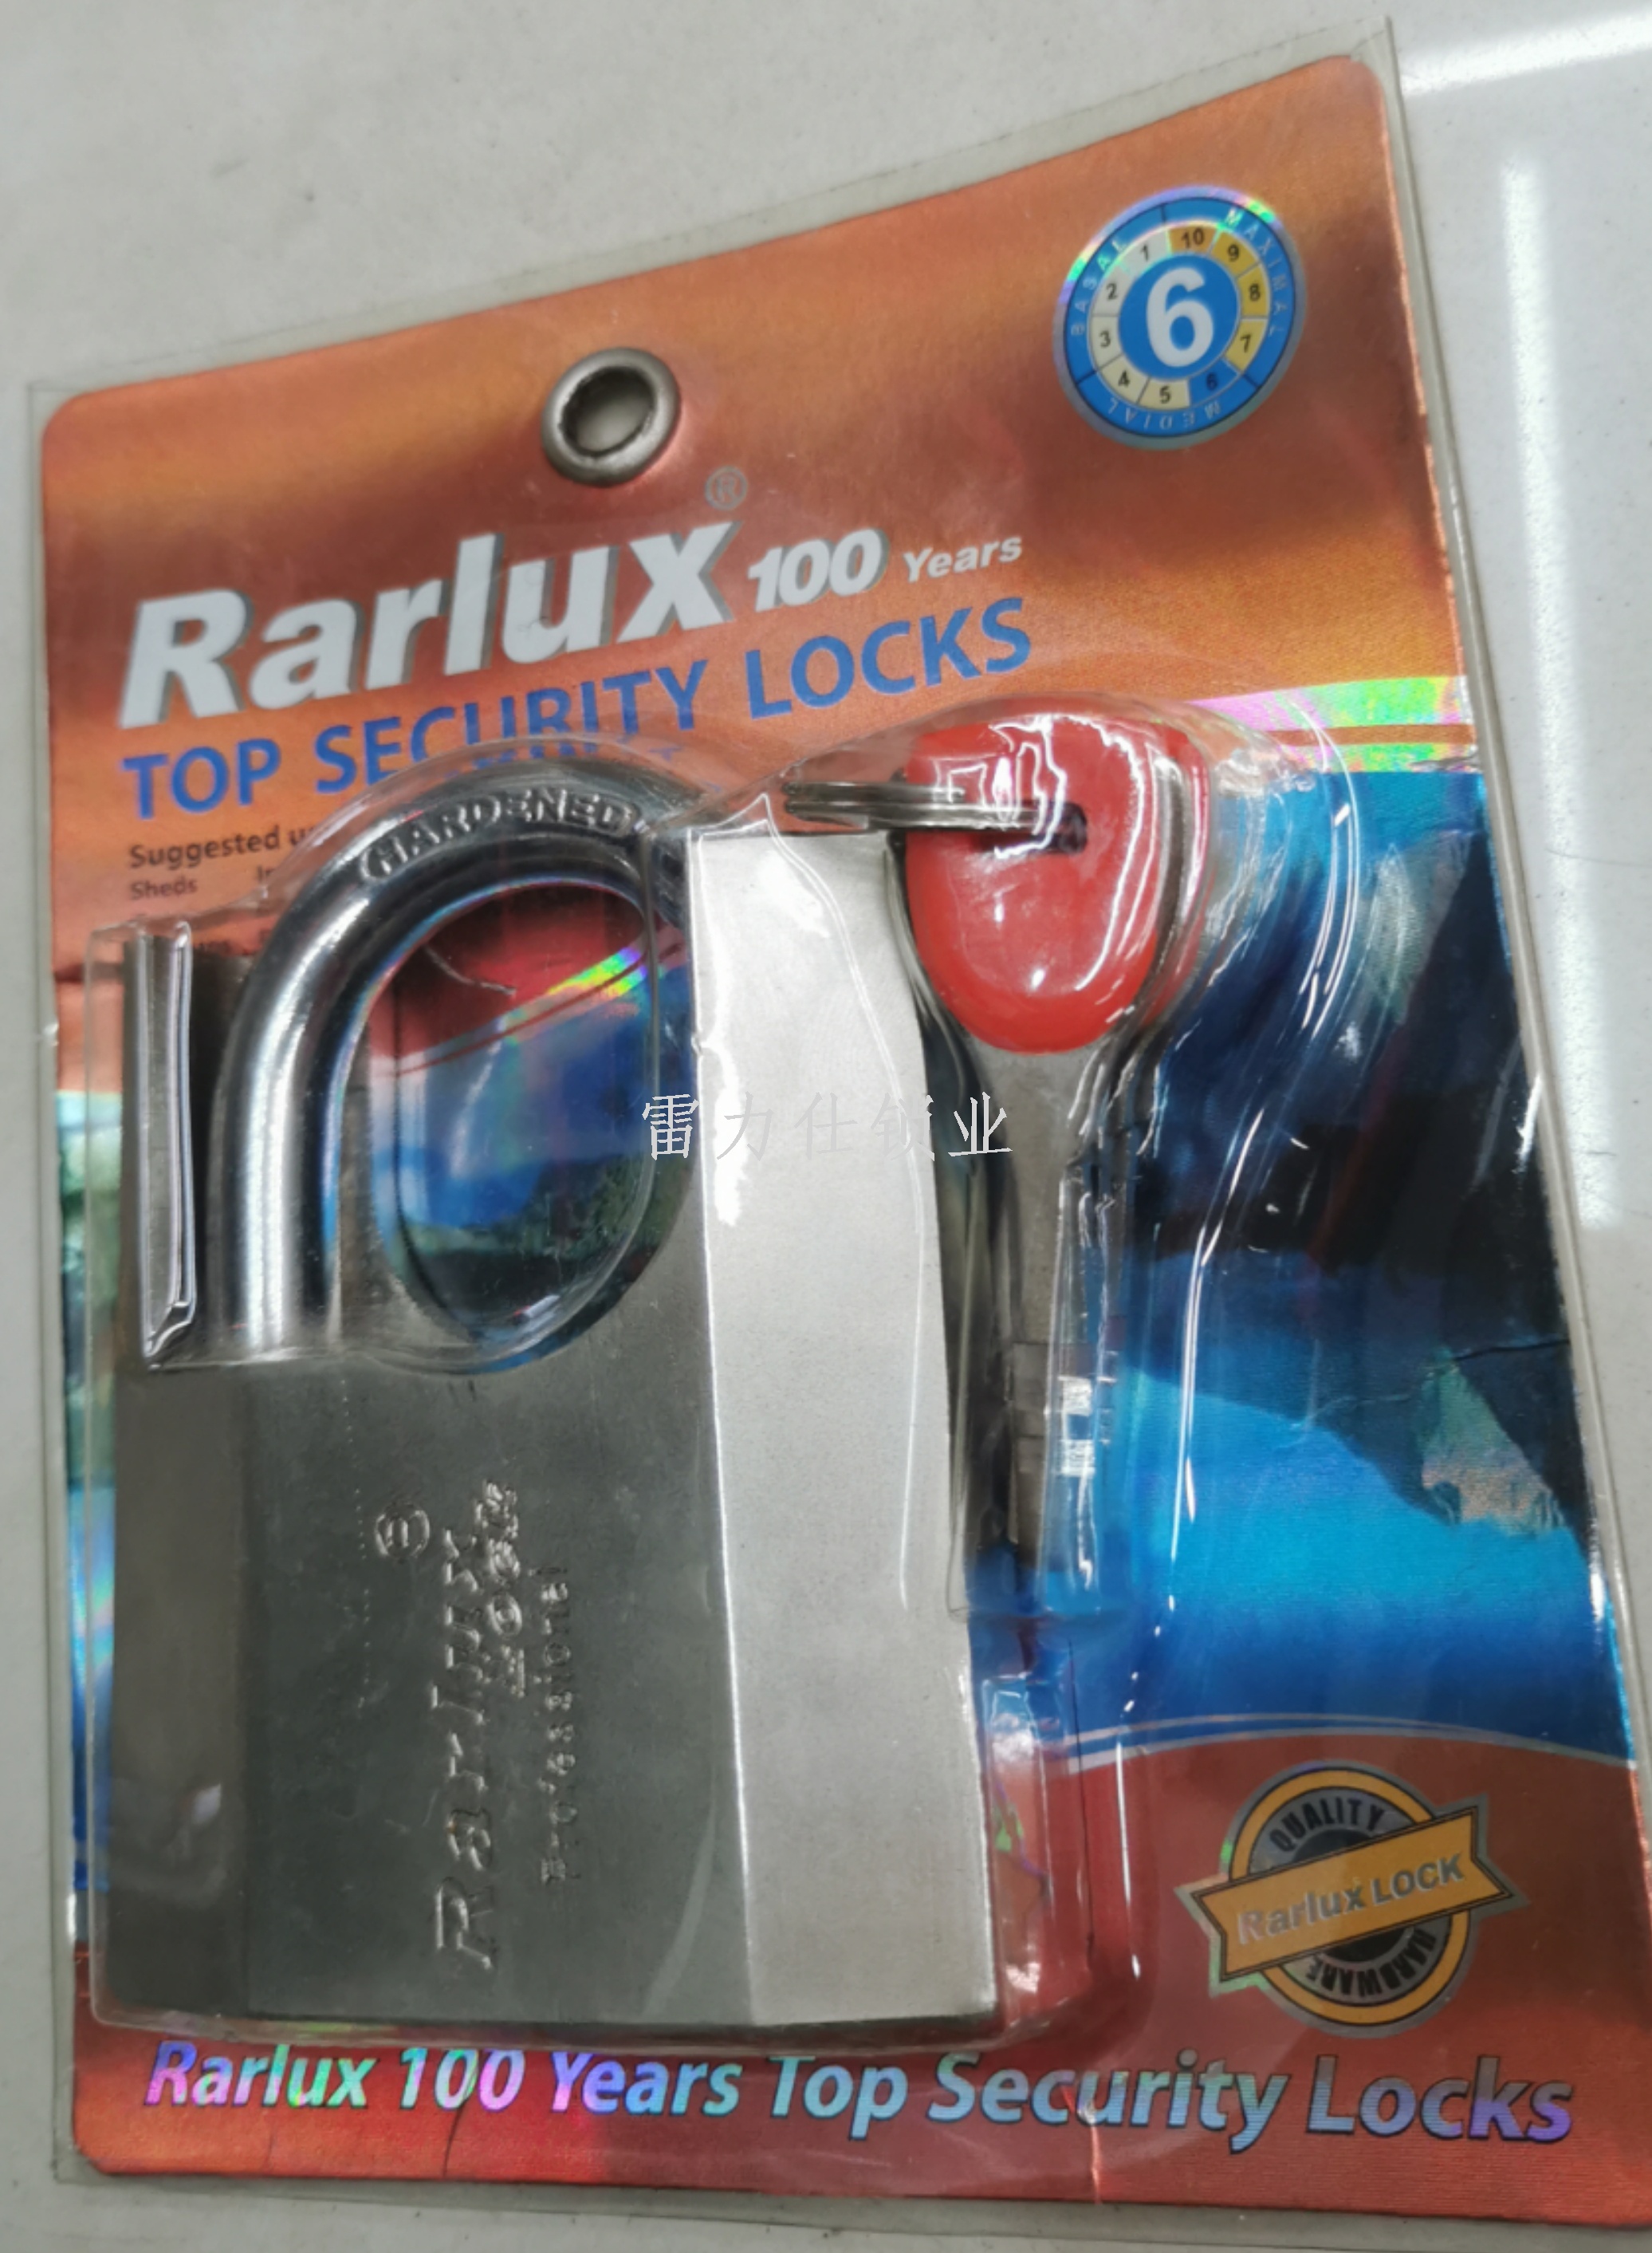 BASAL MAXIMAL
1 10 9 8 7 6 5 4 3 2
6
MEDIAL
Rarlux® 100 Years
TOP SECURITY LOCKS
Suggested
Sheds
HARDENED
雷力仕锁业
®
Rarlux
LOCK
QUALITY
Rarlux LOCK
HARDWARE
Rarlux 100 Years Top Security Locks